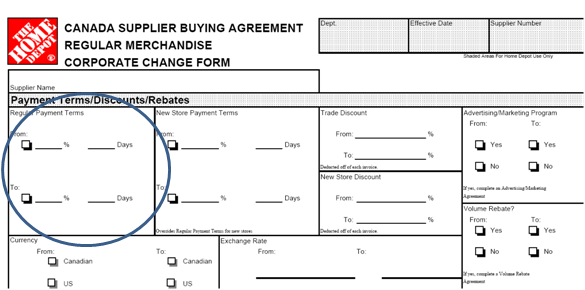 THE HOME DEPOT
CANADA SUPPLIER BUYING AGREEMENT
REGULAR MERCHANDISE
CORPORATE CHANGE FORM
Dept. Effective Date Supplier Number
Shaded Areas For Home Depot Use Only
Supplier Name
Payment Terms/Discounts/Rebates
Regular Payment Terms
From:
% Days
To:
% Days
New Store Payment Terms
From:
% Days
To:
% Days
Overrides Regular Payment Terms for new stores
Trade Discount
From: %
To: %
Deducted off of each invoice
New Store Discount
From: %
To: %
Deducted off of each invoice
Advertising/Marketing Program
From: To:
Yes Yes
No No
If yes, complete an Advertising/Marketing
Agreement
Volume Rebate?
From: To:
Yes Yes
No No
If yes, complete a Volume Rebate
Agreement
Currency
From: To:
Canadian Canadian
US US
Exchange Rate
From: To: